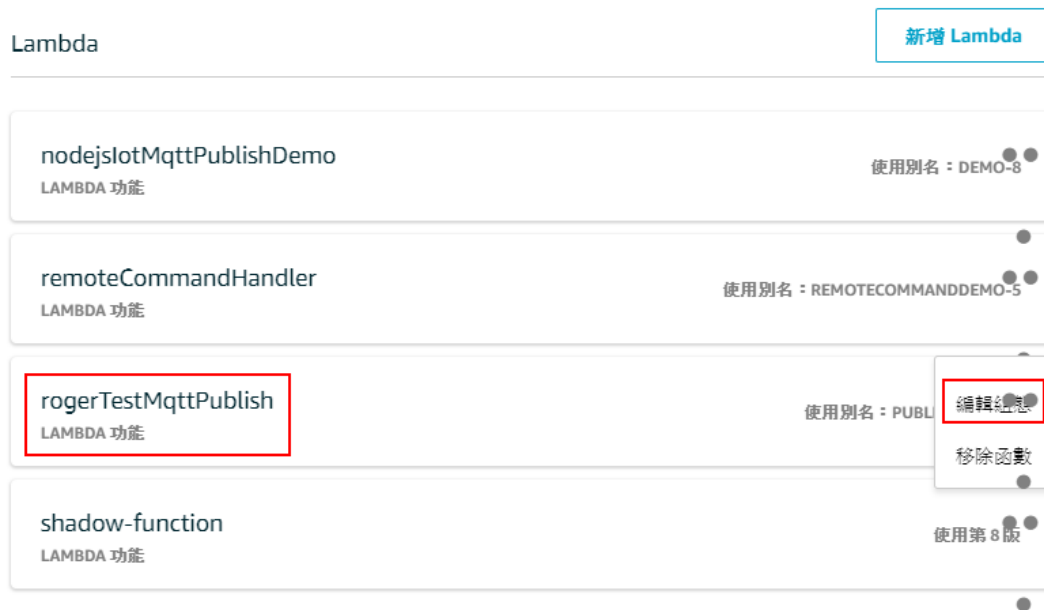 Lambda
新增 Lambda
nodejsIotMqttPublishDemo
LAMBDA 功能
使用別名：DEMO-8
remoteCommandHandler
LAMBDA 功能
使用別名：REMOTECOMMANDDEMO-5
rogerTestMqttPublish
LAMBDA 功能
使用別名：PUBL
編輯組態
移除函數
shadow-function
LAMBDA 功能
使用第 8 版